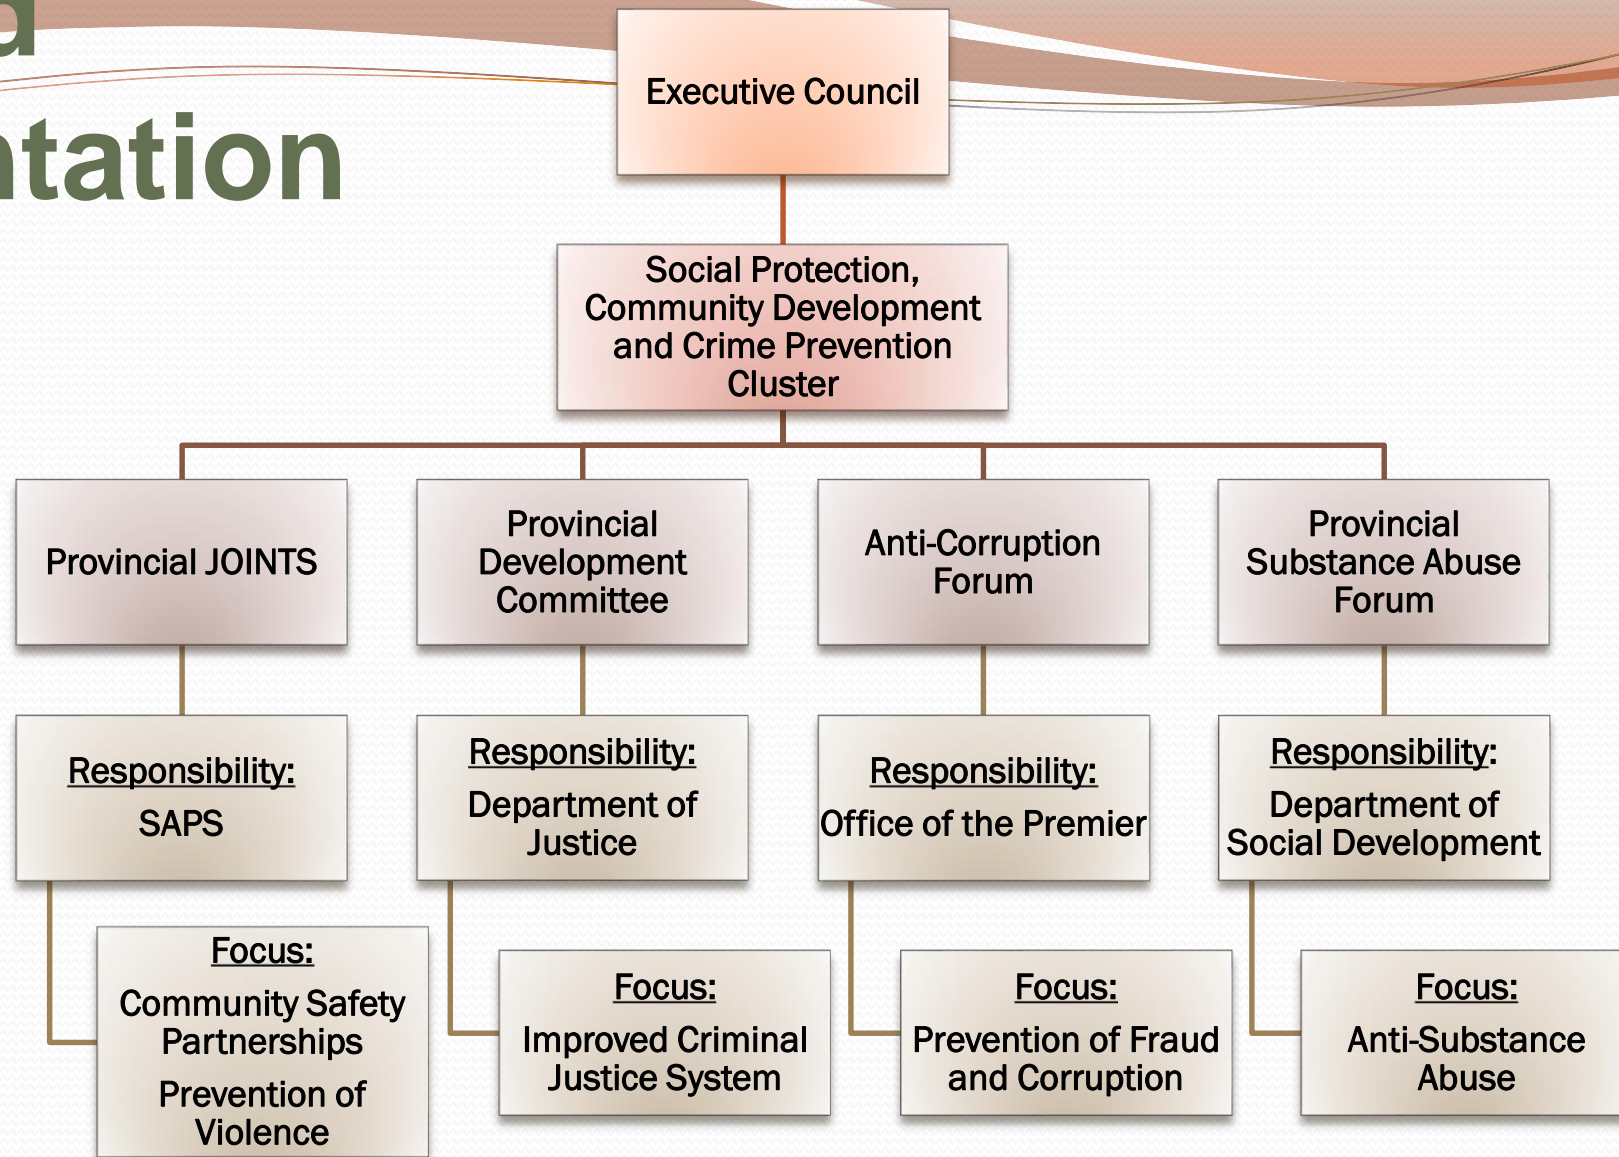 Executive Council
Social Protection,
Community Development
and Crime Prevention
Cluster
Provincial JOINTS
Provincial
Development
Committee
Anti-Corruption
Forum
Provincial
Substance Abuse
Forum
Responsibility:
SAPS
Responsibility:
Department of
Justice
Responsibility:
Office of the Premier
Responsibility:
Department of
Social Development
Focus:
Community Safety
Partnerships
Prevention of
Violence
Focus:
Improved Criminal
Justice System
Focus:
Prevention of Fraud
and Corruption
Focus:
Anti-Substance
Abuse